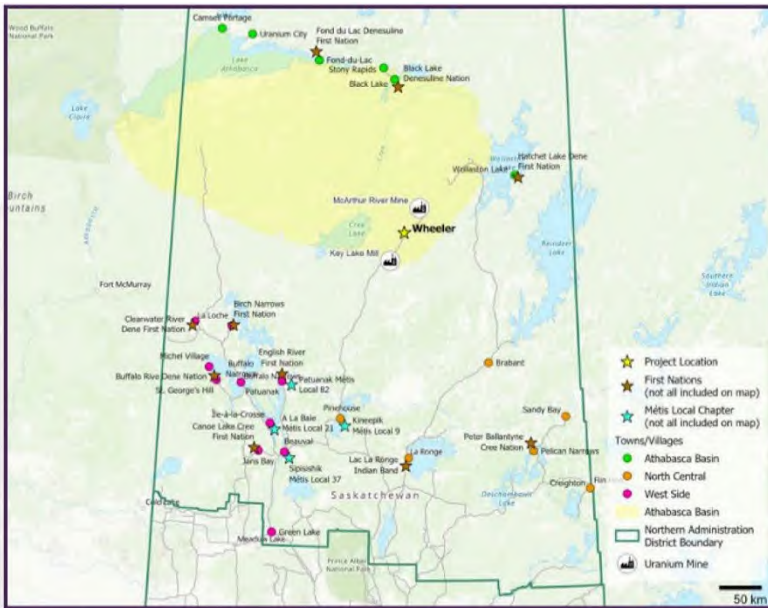 Wood Buffalo
National Park
Camsell Portage
Uranium City
Fond du Lac Denesuline
First Nation
Lake
Athabasca
Fond-du-Lac
Stony Rapids
Black Lake
Denesuline Nation
Black Lake
Lake
Claire
Hatchet Lake Dene
First Nation
Wollaston Lake
Birch
McArthur River Mine
Wheeler
Cree
Lake
Key Lake Mill
Reindeer
Lake
Southern
Indian
Lake
Fort McMurray
Birch Narrows
First Nation
La Loche
Clearwater River
Dene First Nation
English River
First Nation
Michel Village
Buffalo
Buffalo Rive Dene Nation
St. George's Hill
Patuanak
Patuanak Métis
Local 82
Brabant
Île-à-la-Crosse
A La Baie
Métis Local 21
Canoe Lake Cree
First Nation
Jans Bay
Beauval
Sipisishik
Métis Local 37
Pinehouse
Kineepik
Métis Local 9
Sandy Bay
Peter Ballantyne
Cree Nation
Pelican Narrows
La Ronge
Lac La Ronge
Indian Band
Deschambault
Lake
Creighton
Saskatchewan
Cold Lake
Green Lake
Meadow Lake
Prince Albert
National Park
Project Location
First Nations
(not all included on map)
Métis Local Chapter
(not all included on map)
Towns/Villages
Athabasca Basin
North Central
West Side
Athabasca Basin
Northern Administration
District Boundary
Uranium Mine
50 km